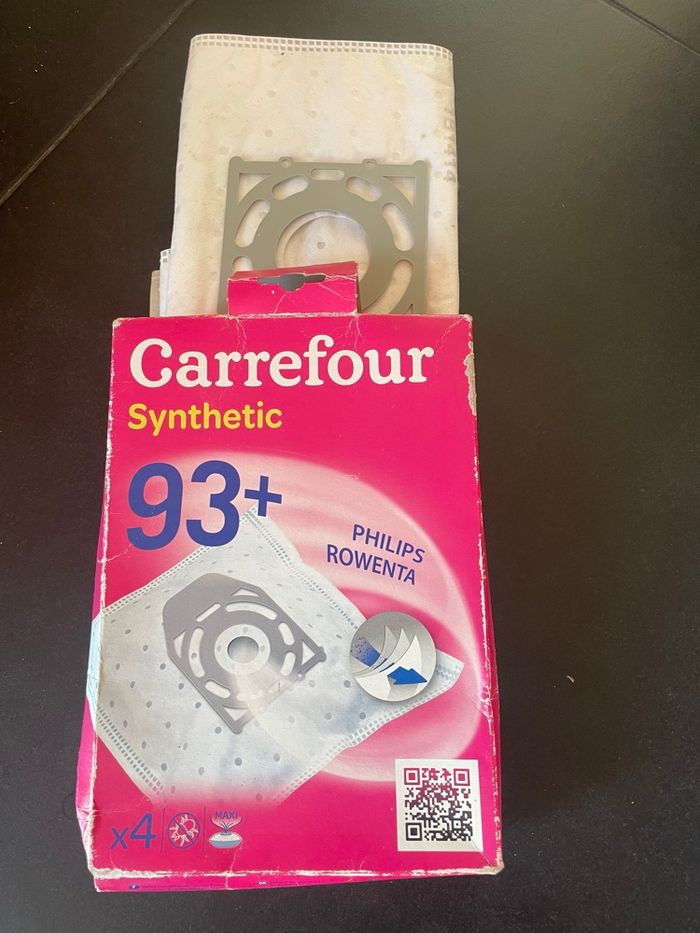 Carrefour
Synthetic
93+
PHILIPS
ROWENTA
x4
MAXI